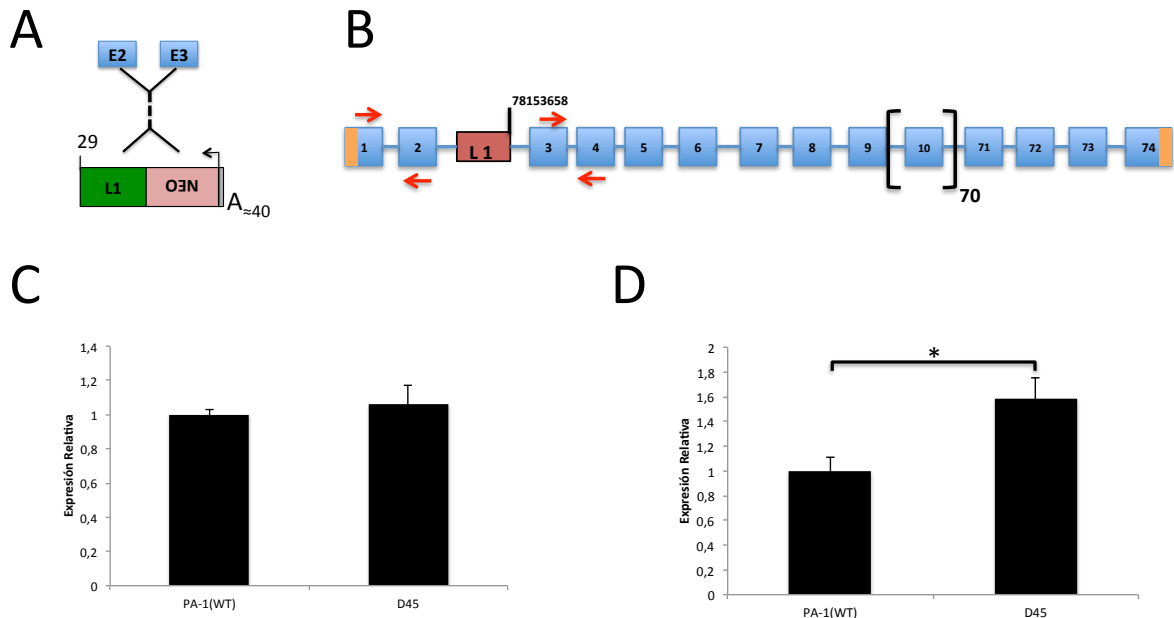 A
E2 E3
29
L1 NEO
A≈40
B
78153658
1 2 L 1 3 4 5 6 7 8 9 10 71 72 73 74
70
C
Expresión Relativa
1,4
1,2
1
0,8
0,6
0,4
0,2
0
PA-1(WT) D45
D
Expresión Relativa
2
1,8
1,6
1,4
1,2
1
0,8
0,6
0,4
0,2
0
*
PA-1(WT) D45